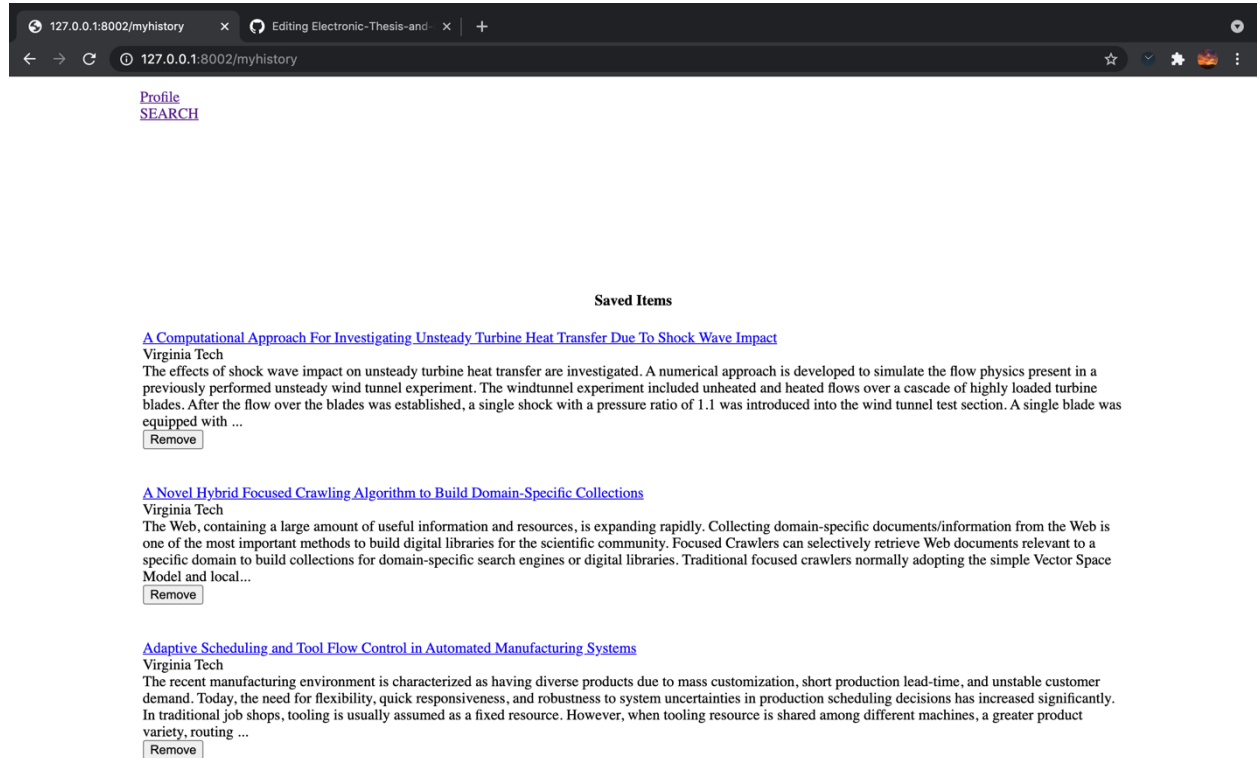 127.0.0.1:8002/myhistory
Editing Electronic-Thesis-and-
127.0.0.1:8002/myhistory
Profile
SEARCH
Saved Items
A Computational Approach For Investigating Unsteady Turbine Heat Transfer Due To Shock Wave Impact
Virginia Tech
The effects of shock wave impact on unsteady turbine heat transfer are investigated. A numerical approach is developed to simulate the flow physics present in a
previously performed unsteady wind tunnel experiment. The windtunnel experiment included unheated and heated flows over a cascade of highly loaded turbine
blades. After the flow over the blades was established, a single shock with a pressure ratio of 1.1 was introduced into the wind tunnel test section. A single blade was
equipped with ...
Remove
A Novel Hybrid Focused Crawling Algorithm to Build Domain-Specific Collections
Virginia Tech
The Web, containing a large amount of useful information and resources, is expanding rapidly. Collecting domain-specific documents/information from the Web is
one of the most important methods to build digital libraries for the scientific community. Focused Crawlers can selectively retrieve Web documents relevant to a
specific domain to build collections for domain-specific search engines or digital libraries. Traditional focused crawlers normally adopting the simple Vector Space
Model and local...
Remove
Adaptive Scheduling and Tool Flow Control in Automated Manufacturing Systems
Virginia Tech
The recent manufacturing environment is characterized as having diverse products due to mass customization, short production lead-time, and unstable customer
demand. Today, the need for flexibility, quick responsiveness, and robustness to system uncertainties in production scheduling decisions has increased significantly.
In traditional job shops, tooling is usually assumed as a fixed resource. However, when tooling resource is shared among different machines, a greater product
variety, routing ...
Remove